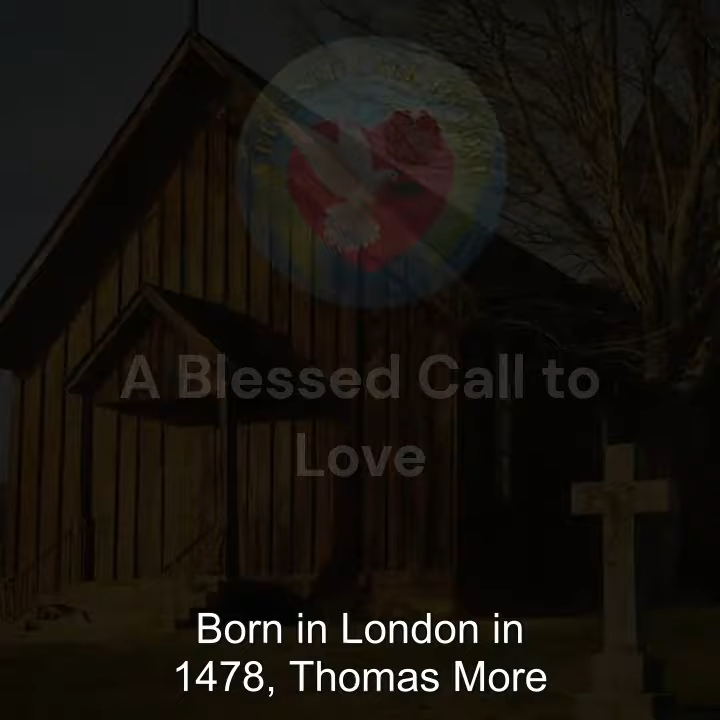 A Blessed Call to
Love
Born in London in
1478, Thomas More